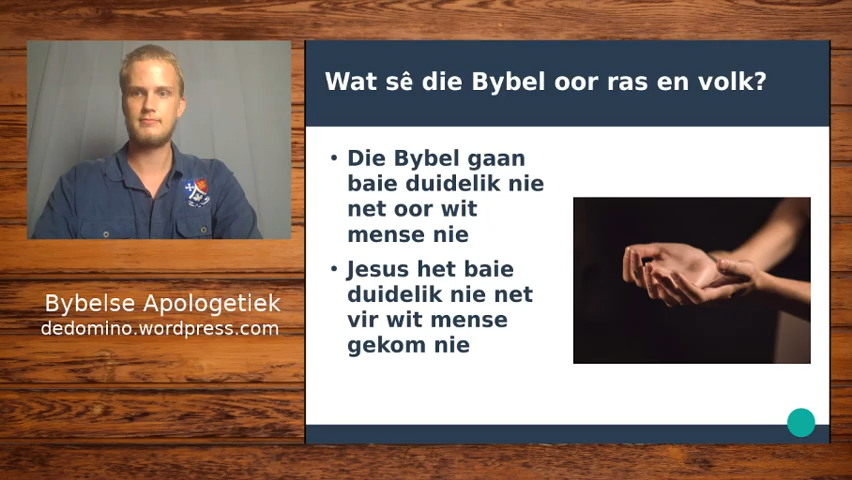 Wat sê die Bybel oor ras en volk?
• Die Bybel gaan
baie duidelik nie
net oor wit
mense nie
• Jesus het baie
duidelik nie net
vir wit mense
gekom nie
Bybelse Apologetiek
dedomino.wordpress.com